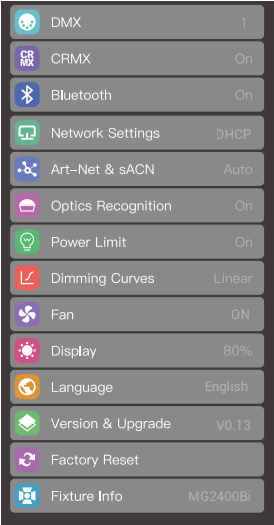 DMX 1
CRMX On
Bluetooth On
Network Settings DHCP
Art-Net & sACN Auto
Optics Recognition On
Power Limit On
Dimming Curves Linear
Fan ON
Display 80%
Language English
Version & Upgrade V0.13
Factory Reset
Fixture Info MG2400Bi